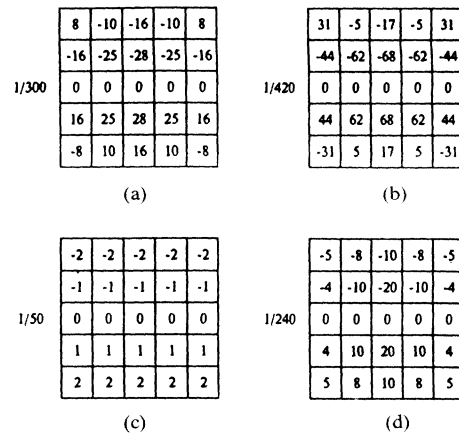 8 -10 -16 -10 8
-16 -25 -28 -25 -16
1/300 0 0 0 0 0
16 25 28 25 16
-8 10 16 10 -8
(a)
31 -5 -17 -5 31
-44 -62 -68 -62 -44
1/420 0 0 0 0 0
44 62 68 62 44
-31 5 17 5 -31
(b)
-2 -2 -2 -2 -2
-1 -1 -1 -1 -1
1/50 0 0 0 0 0
1 1 1 1 1
2 2 2 2 2
(c)
-5 -8 -10 -8 -5
-4 -10 -20 -10 -4
1/240 0 0 0 0 0
4 10 20 10 4
5 8 10 8 5
(d)